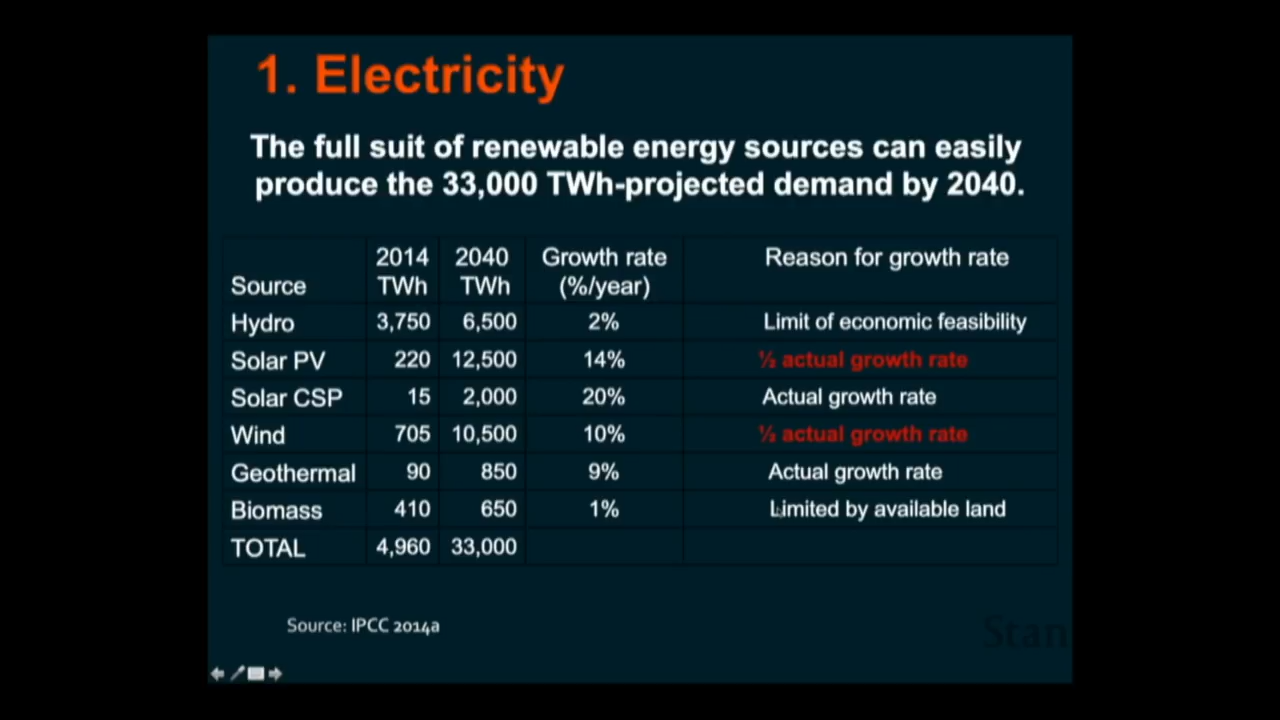 1. Electricity
The full suit of renewable energy sources can easily
produce the 33,000 TWh-projected demand by 2040.
Source 2014 TWh 2040 TWh Growth rate (%/year) Reason for growth rate
Hydro 3,750 6,500 2% Limit of economic feasibility
Solar PV 220 12,500 14% ⅓ actual growth rate
Solar CSP 15 2,000 20% Actual growth rate
Wind 705 10,500 10% ⅓ actual growth rate
Geothermal 90 850 9% Actual growth rate
Biomass 410 650 1% Limited by available land
TOTAL 4,960 33,000
Source: IPCC 2014a
Stan